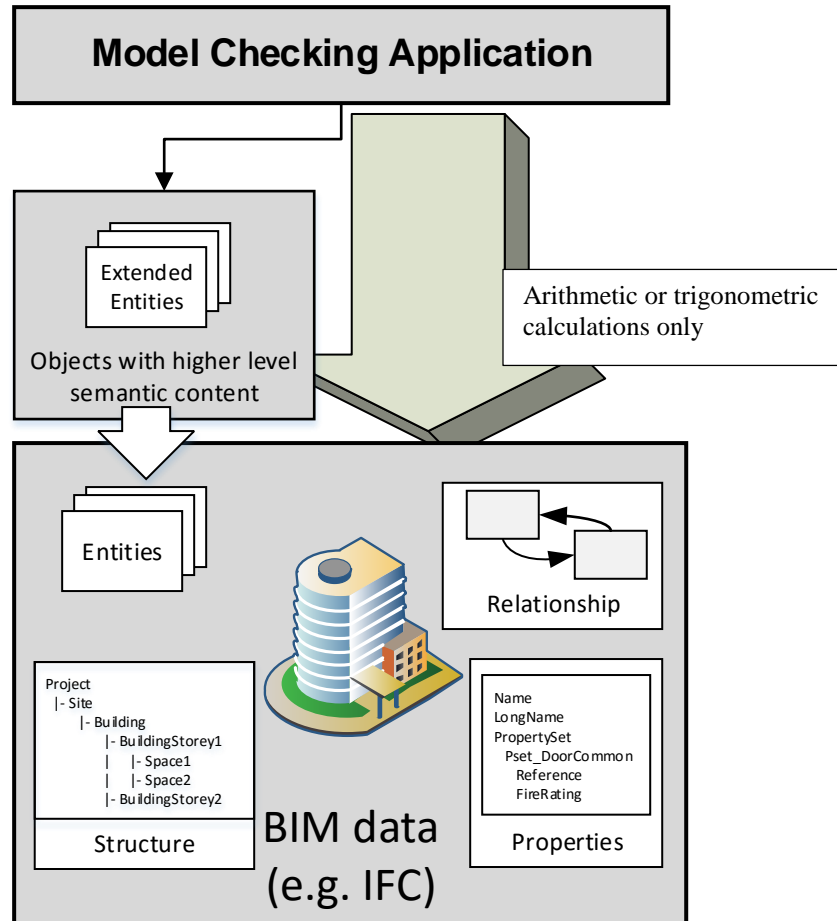 Model Checking Application
Extended
Entities
Objects with higher level
semantic content
Arithmetic or trigonometric
calculations only
Entities
Relationship
Project
|- Site
|- Building
|- BuildingStorey1
| |- Space1
| |- Space2
|- BuildingStorey2
Structure
BIM data
(e.g. IFC)
Name
LongName
PropertySet
Pset_DoorCommon
Reference
FireRating
Properties